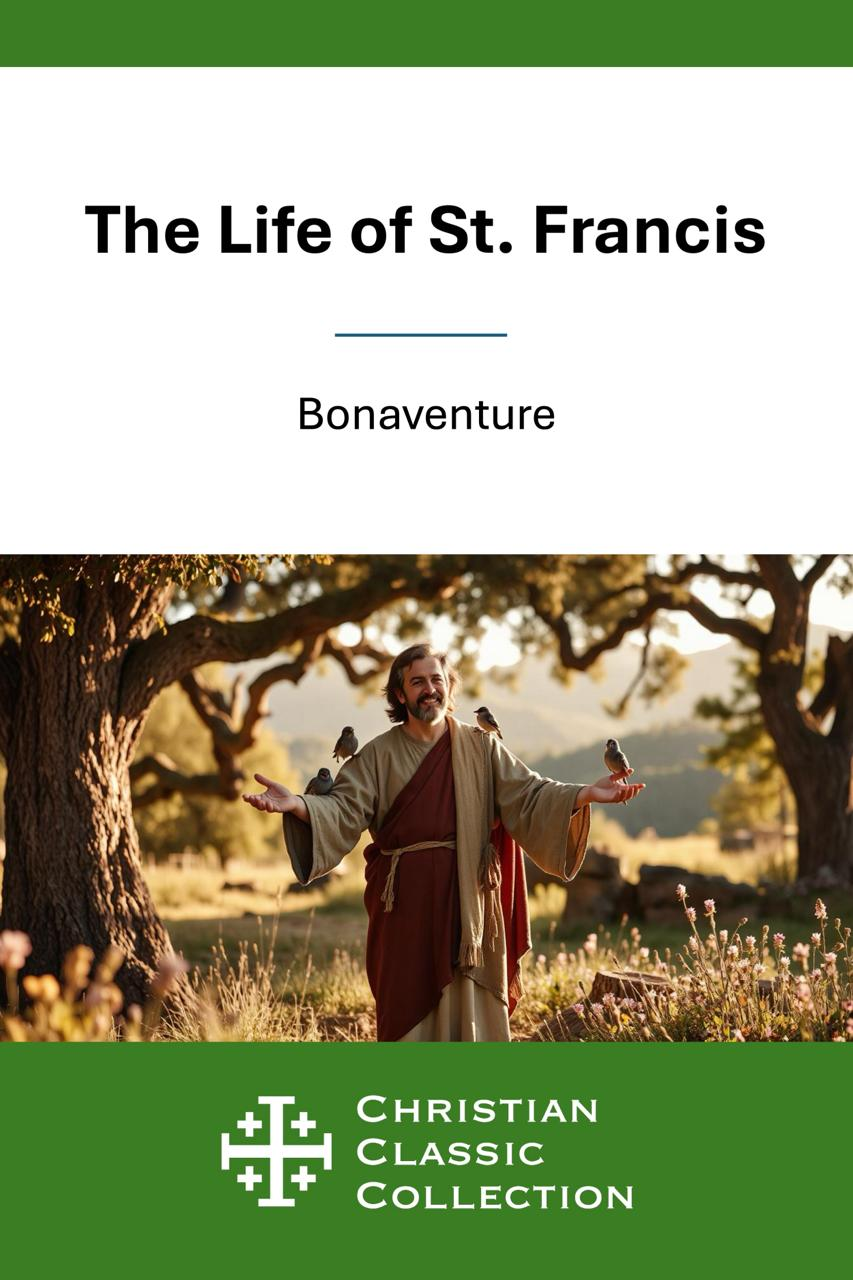 The Life of St. Francis
Bonaventure
CHRISTIAN
CLASSIC
COLLECTION